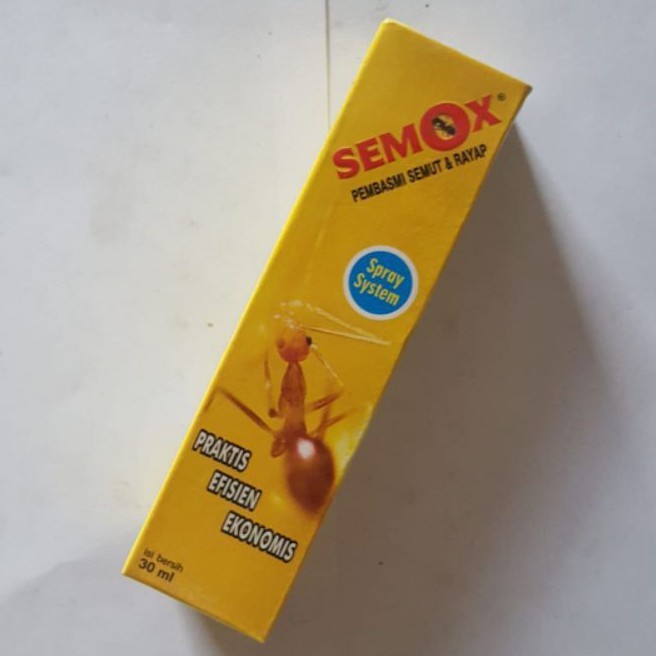 SEMOX®
PEMBASMI SEMUT & RAYAP
Spray
System
PRAKTIS
EFISIEN
EKONOMIS
isi bersih
30 ml